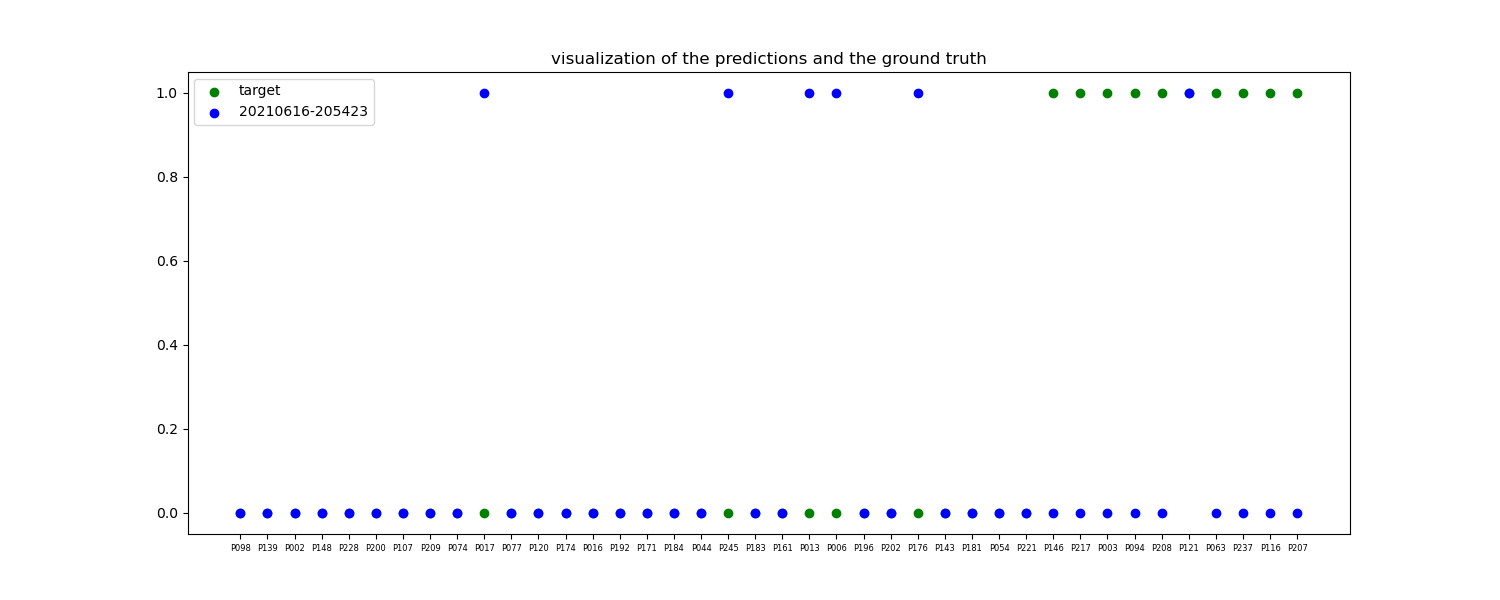 visualization of the predictions and the ground truth
target
20210616-205423
1.0
0.8
0.6
0.4
0.2
0.0
P098 P139 P002 P148 P228 P200 P107 P209 P074 P017 P077 P120 P174 P016 P192 P171 P184 P044 P245 P183 P161 P013 P006 P196 P202 P176 P143 P181 P054 P221 P146 P217 P003 P094 P208 P121 P063 P237 P116 P207